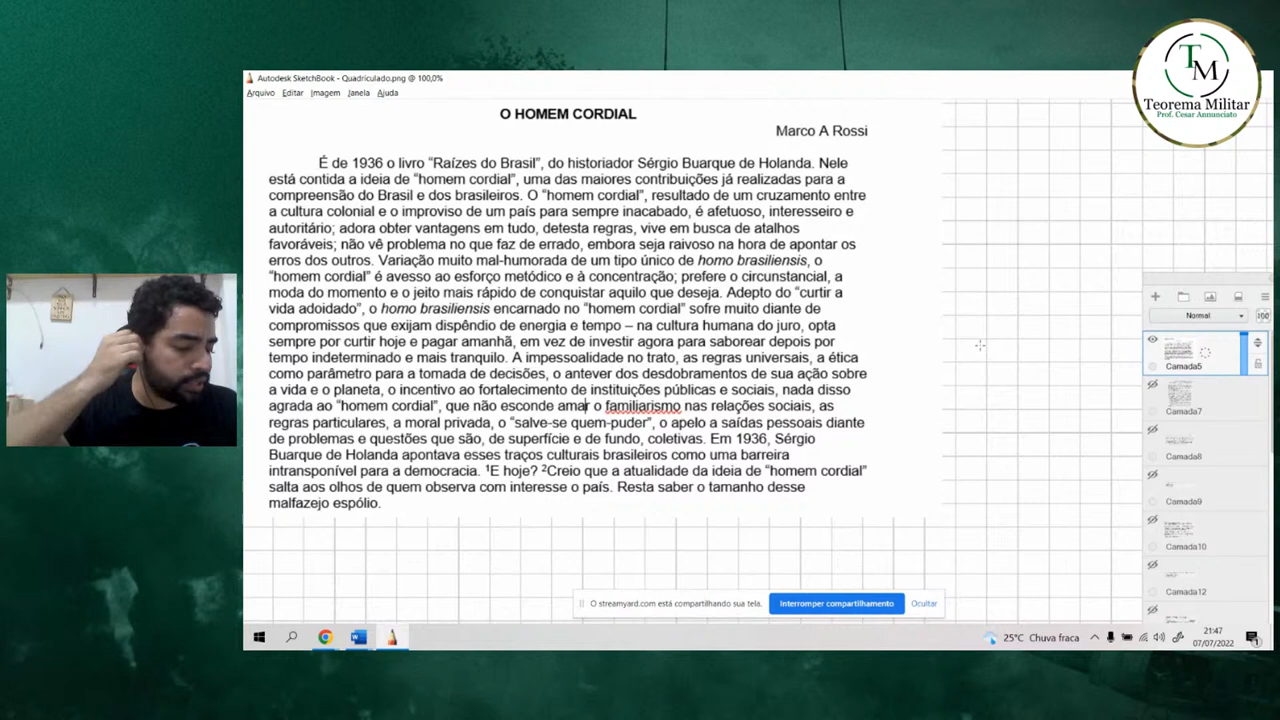 Autodesk SketchBook - Quadriculado.png @ 100,0%
Arquivo Editar Imagem Janela Ajuda
TM
Teorema Militar
Prof. Cesar Annunciato
O HOMEM CORDIAL
Marco A Rossi
É de 1936 o livro “Raízes do Brasil”, do historiador Sérgio Buarque de Holanda. Nele
está contida a ideia de “homem cordial”, uma das maiores contribuições já realizadas para a
compreensão do Brasil e dos brasileiros. O “homem cordial”, resultado de um cruzamento entre
a cultura colonial e o improviso de um país para sempre inacabado, é afetuoso, interesseiro e
autoritário; adora obter vantagens em tudo, detesta regras, vive em busca de atalhos
favoráveis; não vê problema no que faz de errado, embora seja raivoso na hora de apontar os
erros dos outros. Variação muito mal-humorada de um tipo único de homo brasiliensis, o
“homem cordial” é avesso ao esforço metódico e à concentração; prefere o circunstancial, a
moda do momento e o jeito mais rápido de conquistar aquilo que deseja. Adepto do “curtir a
vida adoidado”, o homo brasiliensis encarnado no “homem cordial” sofre muito diante de
compromissos que exijam dispêndio de energia e tempo – na cultura humana do juro, opta
sempre por curtir hoje e pagar amanhã, em vez de investir agora para saborear depois por
tempo indeterminado e mais tranquilo. A impessoalidade no trato, as regras universais, a ética
como parâmetro para a tomada de decisões, o antever dos desdobramentos de sua ação sobre
a vida e o planeta, o incentivo ao fortalecimento de instituições públicas e sociais, nada disso
agrada ao “homem cordial”, que não esconde amar o familiarismo nas relações sociais, as
regras particulares, a moral privada, o “salve-se quem-puder”, o apelo a saídas pessoais diante
de problemas e questões que são, de superfície e de fundo, coletivas. Em 1936, Sérgio
Buarque de Holanda apontava esses traços culturais brasileiros como uma barreira
intransponível para a democracia. ¹E hoje? ²Creio que a atualidade da ideia de “homem cordial”
salta aos olhos de quem observa com interesse o país. Resta saber o tamanho desse
malfazejo espólio.
Normal 100
Camada5
Camada7
Camada8
Camada9
Camada10
Camada12
O streamyard.com está compartilhando sua tela. Interromper compartilhamento Ocultar
25°C Chuva fraca
21:47
07/07/2022